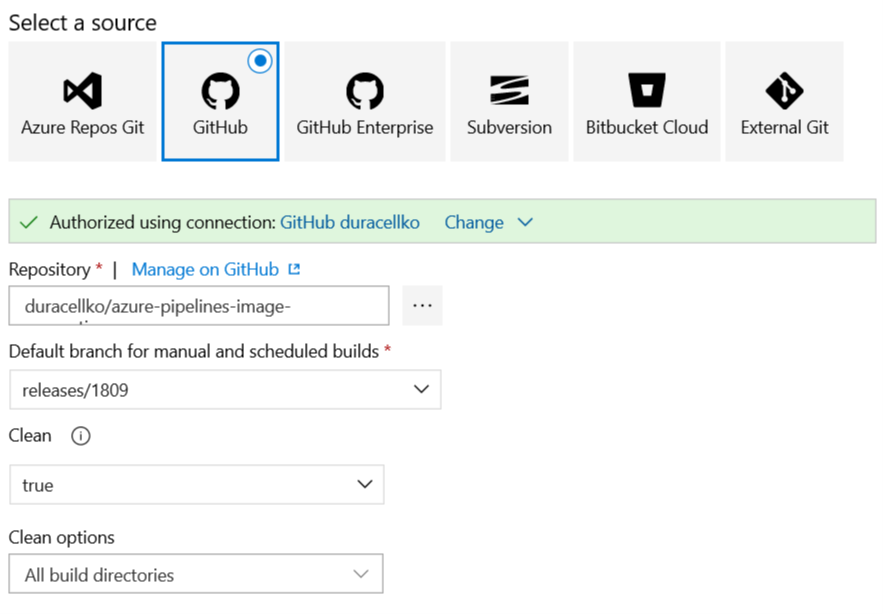 Select a source
Azure Repos Git
GitHub
GitHub Enterprise
Subversion
Bitbucket Cloud
External Git
Authorized using connection: GitHub duracellko Change
Repository * | Manage on GitHub
duracellko/azure-pipelines-image-
...
Default branch for manual and scheduled builds *
releases/1809
Clean
true
Clean options
All build directories